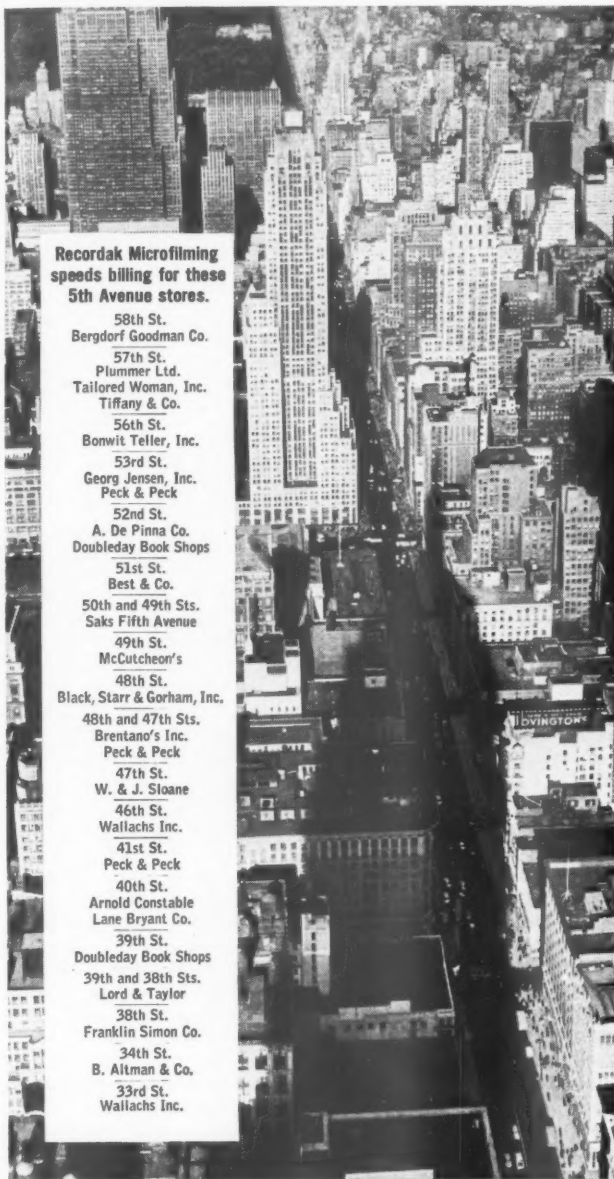 Recordak Microfilming
speeds billing for these
5th Avenue stores.
58th St.
Bergdorf Goodman Co.
57th St.
Plummer Ltd.
Tailored Woman, Inc.
Tiffany & Co.
56th St.
Bonwit Teller, Inc.
53rd St.
Georg Jensen, Inc.
Peck & Peck
52nd St.
A. De Pinna Co.
Doubleday Book Shops
51st St.
Best & Co.
50th and 49th Sts.
Saks Fifth Avenue
49th St.
McCutcheon's
48th St.
Black, Starr & Gorham, Inc.
48th and 47th Sts.
Brentano's Inc.
Peck & Peck
47th St.
W. & J. Sloane
46th St.
Wallachs Inc.
41st St.
Peck & Peck
40th St.
Arnold Constable
Lane Bryant Co.
39th St.
Doubleday Book Shops
39th and 38th Sts.
Lord & Taylor
38th St.
Franklin Simon Co.
34th St.
B. Altman & Co.
33rd St.
Wallachs Inc.
OVINGTON'S